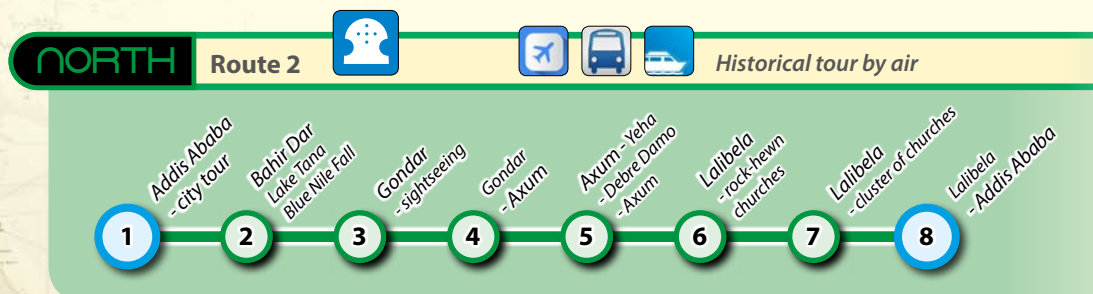 NORTH
Route 2
Historical tour by air
Addis Ababa
- city tour
Bahir Dar
Lake Tana
Blue Nile Fall
Gondar
- sightseeing
Gondar
- Axum
Axum - Yeha
- Debre Damo
- Axum
Lalibela
- rock-hewn
churches
Lalibela
- cluster of churches
Lalibela
- Addis Ababa
1
2
3
4
5
6
7
8